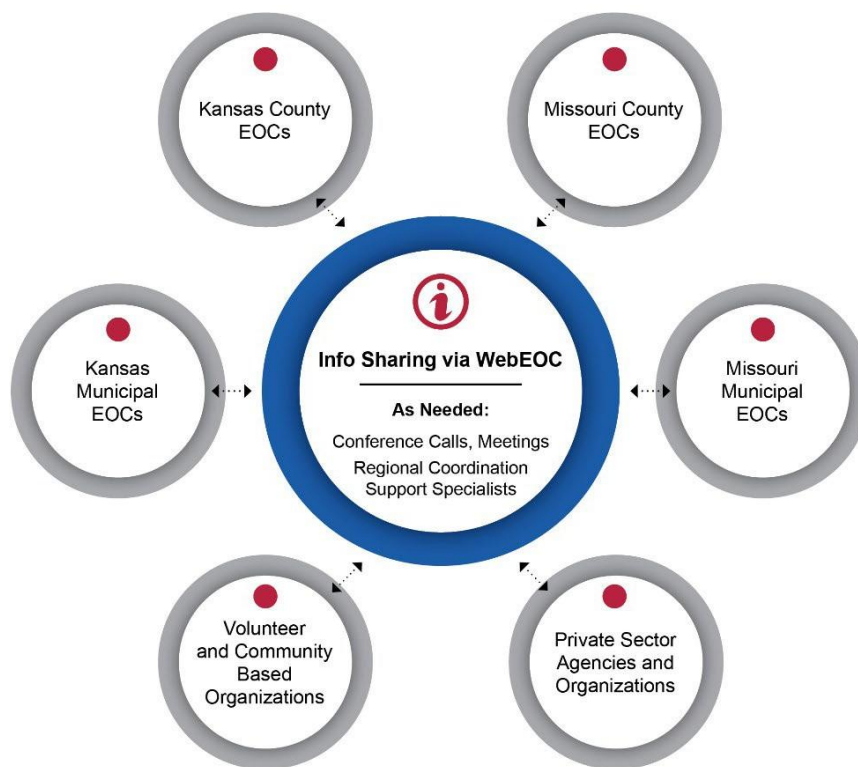 Kansas County
EOCs
Missouri County
EOCs
Info Sharing via WebEOC
As Needed:
Conference Calls, Meetings
Regional Coordination
Support Specialists
Kansas
Municipal
EOCs
Missouri
Municipal
EOCs
Volunteer
and Community
Based
Organizations
Private Sector
Agencies and
Organizations